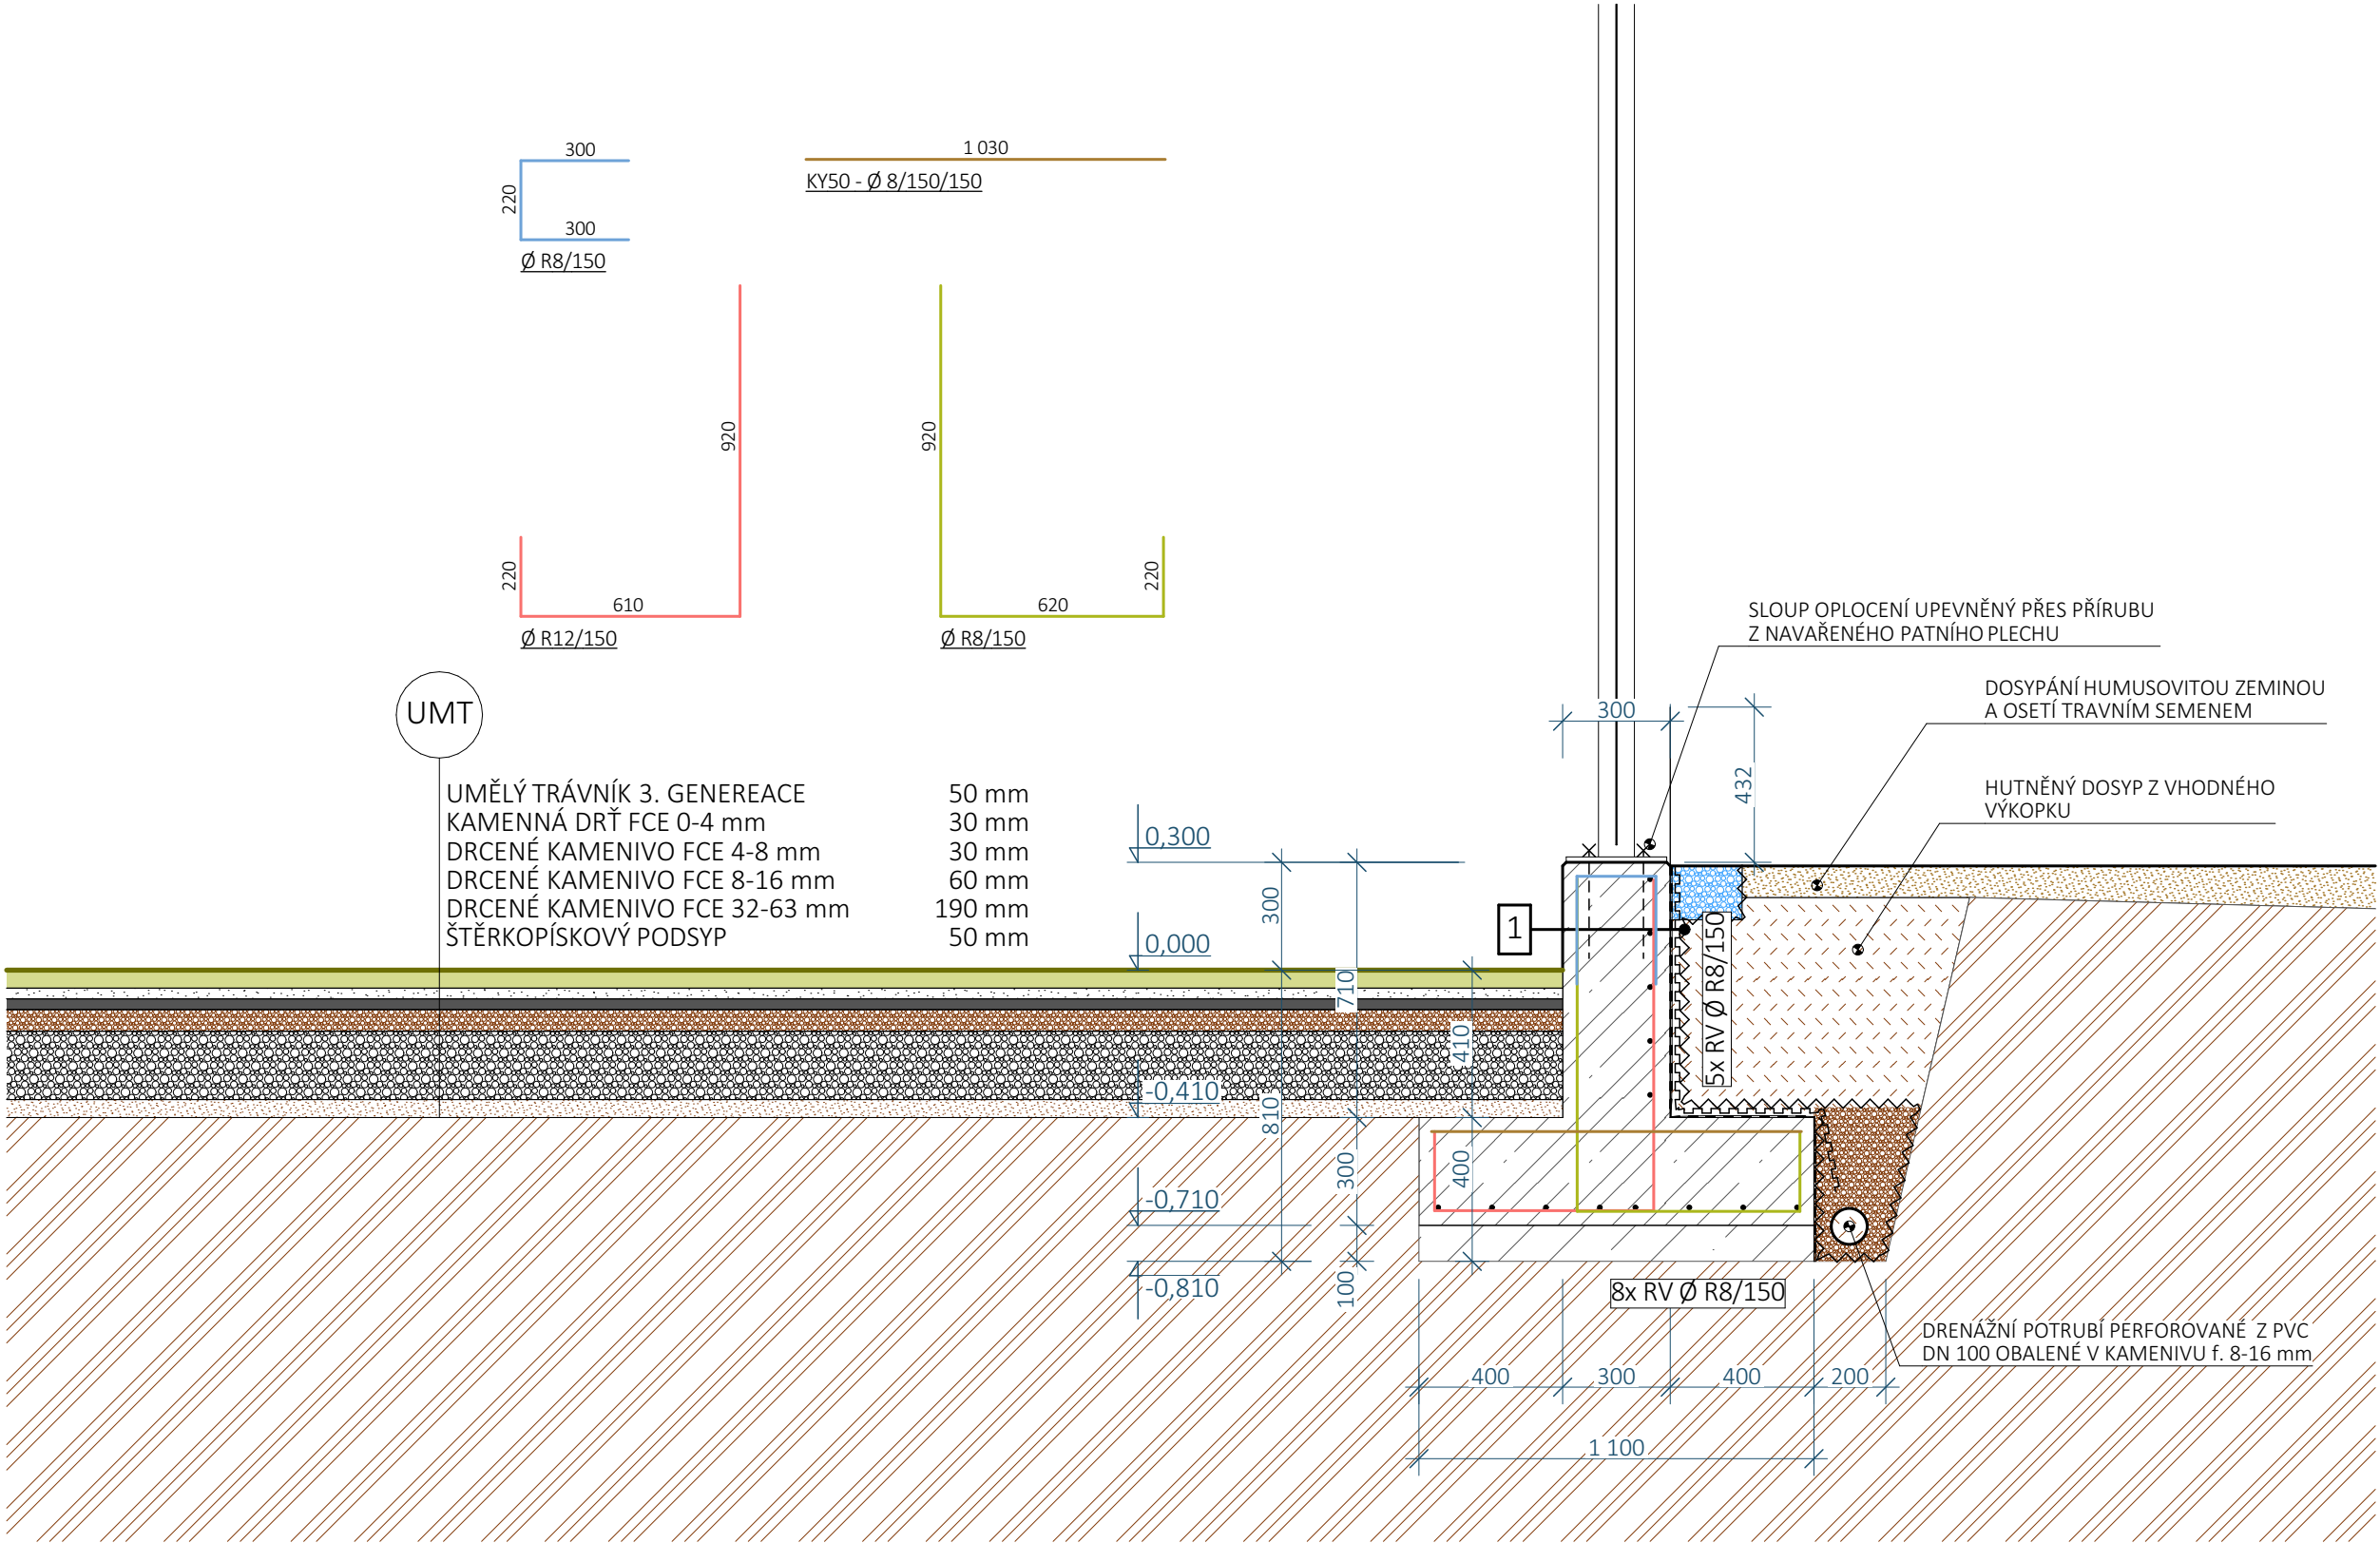 300
220
300
Ø R8/150
1 030
KY50 - Ø 8/150/150
920
220
610
Ø R12/150
920
220
620
Ø R8/150
UMT
UMĚLÝ TRÁVNÍK 3. GENEREACE 50 mm
KAMENNÁ DRŤ FCE 0-4 mm 30 mm
DRCENÉ KAMENIVO FCE 4-8 mm 30 mm
DRCENÉ KAMENIVO FCE 8-16 mm 60 mm
DRCENÉ KAMENIVO FCE 32-63 mm 190 mm
ŠTĚRKOPÍSKOVÝ PODSYP 50 mm
SLOUP OPLOCENÍ UPEVNĚNÝ PŘES PŘÍRUBU
Z NAVAŘENÉHO PATNÍHO PLECHU
DOSYPÁNÍ HUMUSOVITOU ZEMINOU
A OSETÍ TRAVNÍM SEMENEM
HUTNĚNÝ DOSYP Z VHODNÉHO
VÝKOPKU
300
432
0,300
0,000
-0,410
-0,710
-0,810
300
810
710
300
100
410
400
1
5x RV Ø R8/150
8x RV Ø R8/150
DRENÁŽNÍ POTRUBÍ PERFOROVANÉ Z PVC
DN 100 OBALENÉ V KAMENIVU f. 8-16 mm
400
300
400
200
1 100